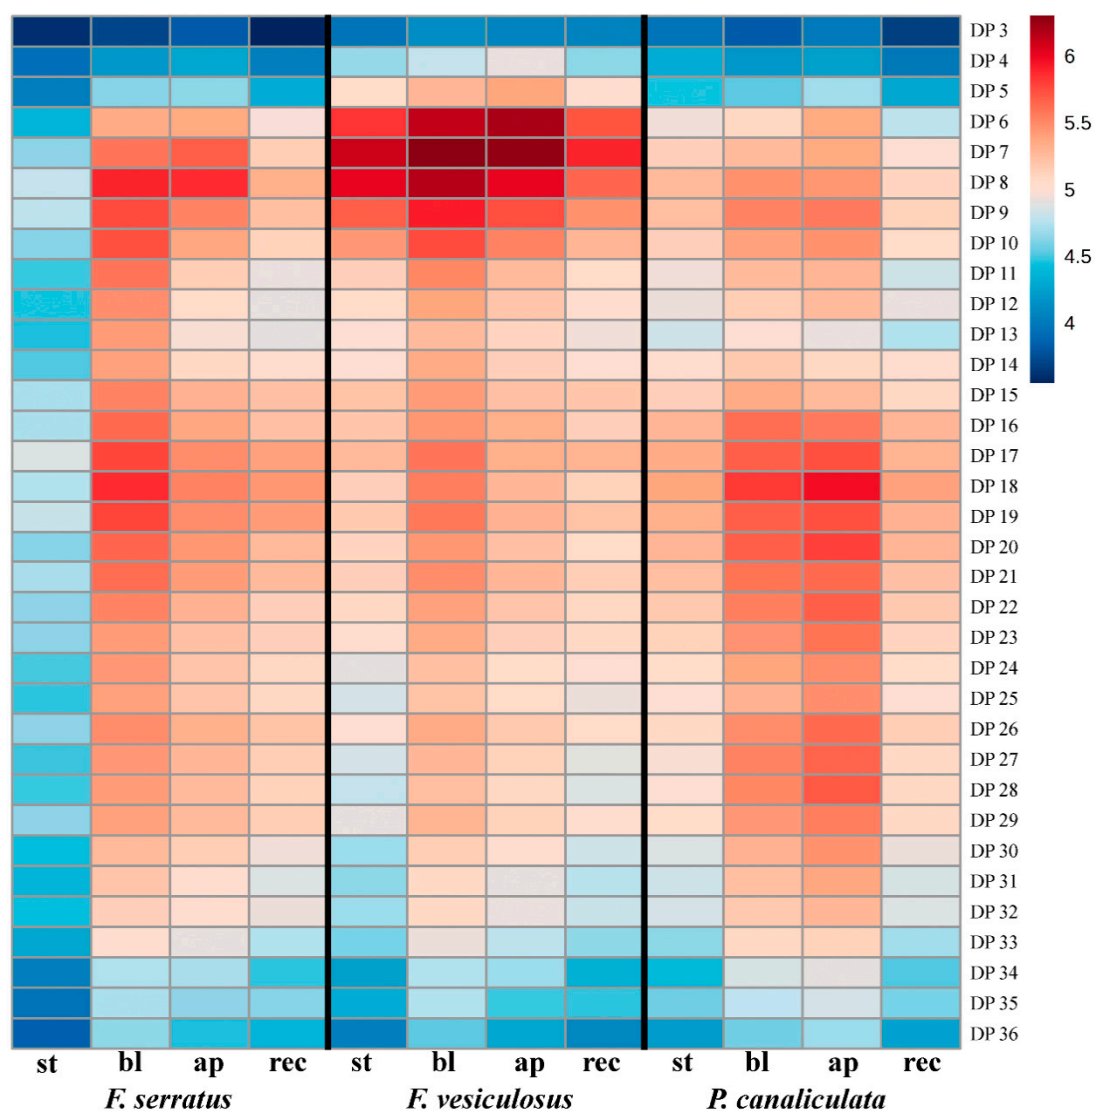 DP 3
6
DP 4
DP 5
5.5
DP 6
DP 7
5
DP 8
DP 9
4.5
DP 10
DP 11
DP 12
4
DP 13
DP 14
DP 15
DP 16
DP 17
DP 18
DP 19
DP 20
DP 21
DP 22
DP 23
DP 24
DP 25
DP 26
DP 27
DP 28
DP 29
DP 30
DP 31
DP 32
DP 33
DP 34
DP 35
DP 36
st bl ap rec st bl ap rec st bl ap rec
F. serratus F. vesiculosus P. canaliculata